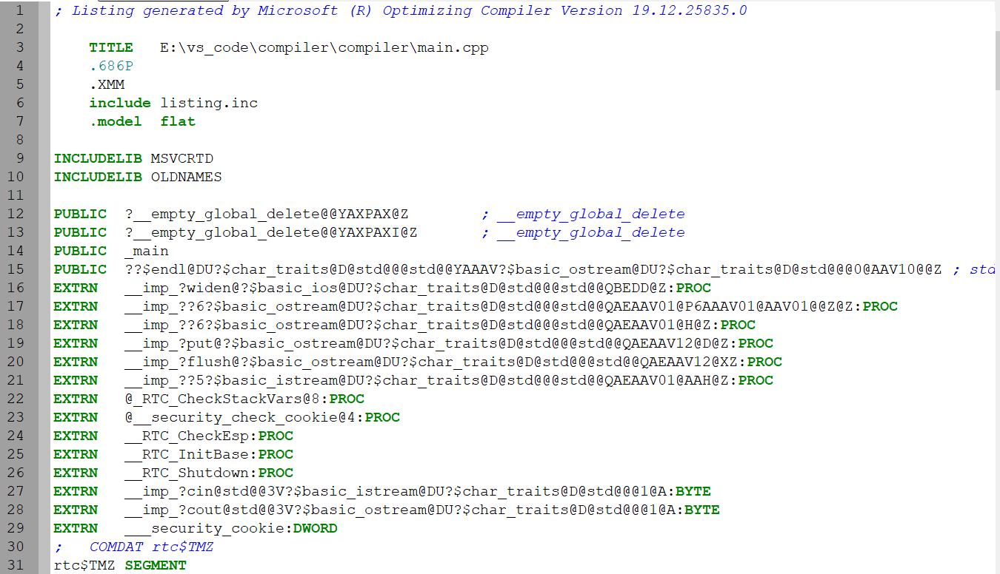 1 ; Listing generated by Microsoft (R) Optimizing Compiler Version 19.12.25835.0
2
3 TITLE E:\vs_code\compiler\compiler\main.cpp
4 .686P
5 .XMM
6 include listing.inc
7 .model flat
8
9 INCLUDELIB MSVCRTD
10 INCLUDELIB OLDNAMES
11
12 PUBLIC ?__empty_global_delete@@YAXPAX@Z ; __empty_global_delete
13 PUBLIC ?__empty_global_delete@@YAXPAXI@Z ; __empty_global_delete
14 PUBLIC _main
15 PUBLIC ??$endl@DU?$char_traits@D@std@@@std@@YAAAV?$basic_ostream@DU?$char_traits@D@std@@@0@AAV10@@Z ; std
16 EXTRN __imp_?widen@?$basic_ios@DU?$char_traits@D@std@@@std@@QBEDD@Z:PROC
17 EXTRN __imp_??6?$basic_ostream@DU?$char_traits@D@std@@@std@@QAEAAV01@P6AAAV01@AAV01@@Z@Z:PROC
18 EXTRN __imp_??6?$basic_ostream@DU?$char_traits@D@std@@@std@@QAEAAV01@H@Z:PROC
19 EXTRN __imp_?put@?$basic_ostream@DU?$char_traits@D@std@@@std@@QAEAAV12@D@Z:PROC
20 EXTRN __imp_?flush@?$basic_ostream@DU?$char_traits@D@std@@@std@@QAEAAV12@XZ:PROC
21 EXTRN __imp_??5?$basic_istream@DU?$char_traits@D@std@@@std@@QAEAAV01@AAH@Z:PROC
22 EXTRN @_RTC_CheckStackVars@8:PROC
23 EXTRN @__security_check_cookie@4:PROC
24 EXTRN __RTC_CheckEsp:PROC
25 EXTRN __RTC_InitBase:PROC
26 EXTRN __RTC_Shutdown:PROC
27 EXTRN __imp_?cin@std@@3V?$basic_istream@DU?$char_traits@D@std@@@1@A:BYTE
28 EXTRN __imp_?cout@std@@3V?$basic_ostream@DU?$char_traits@D@std@@@1@A:BYTE
29 EXTRN ___security_cookie:DWORD
30 ; COMDAT rtc$TMZ
31 rtc$TMZ SEGMENT